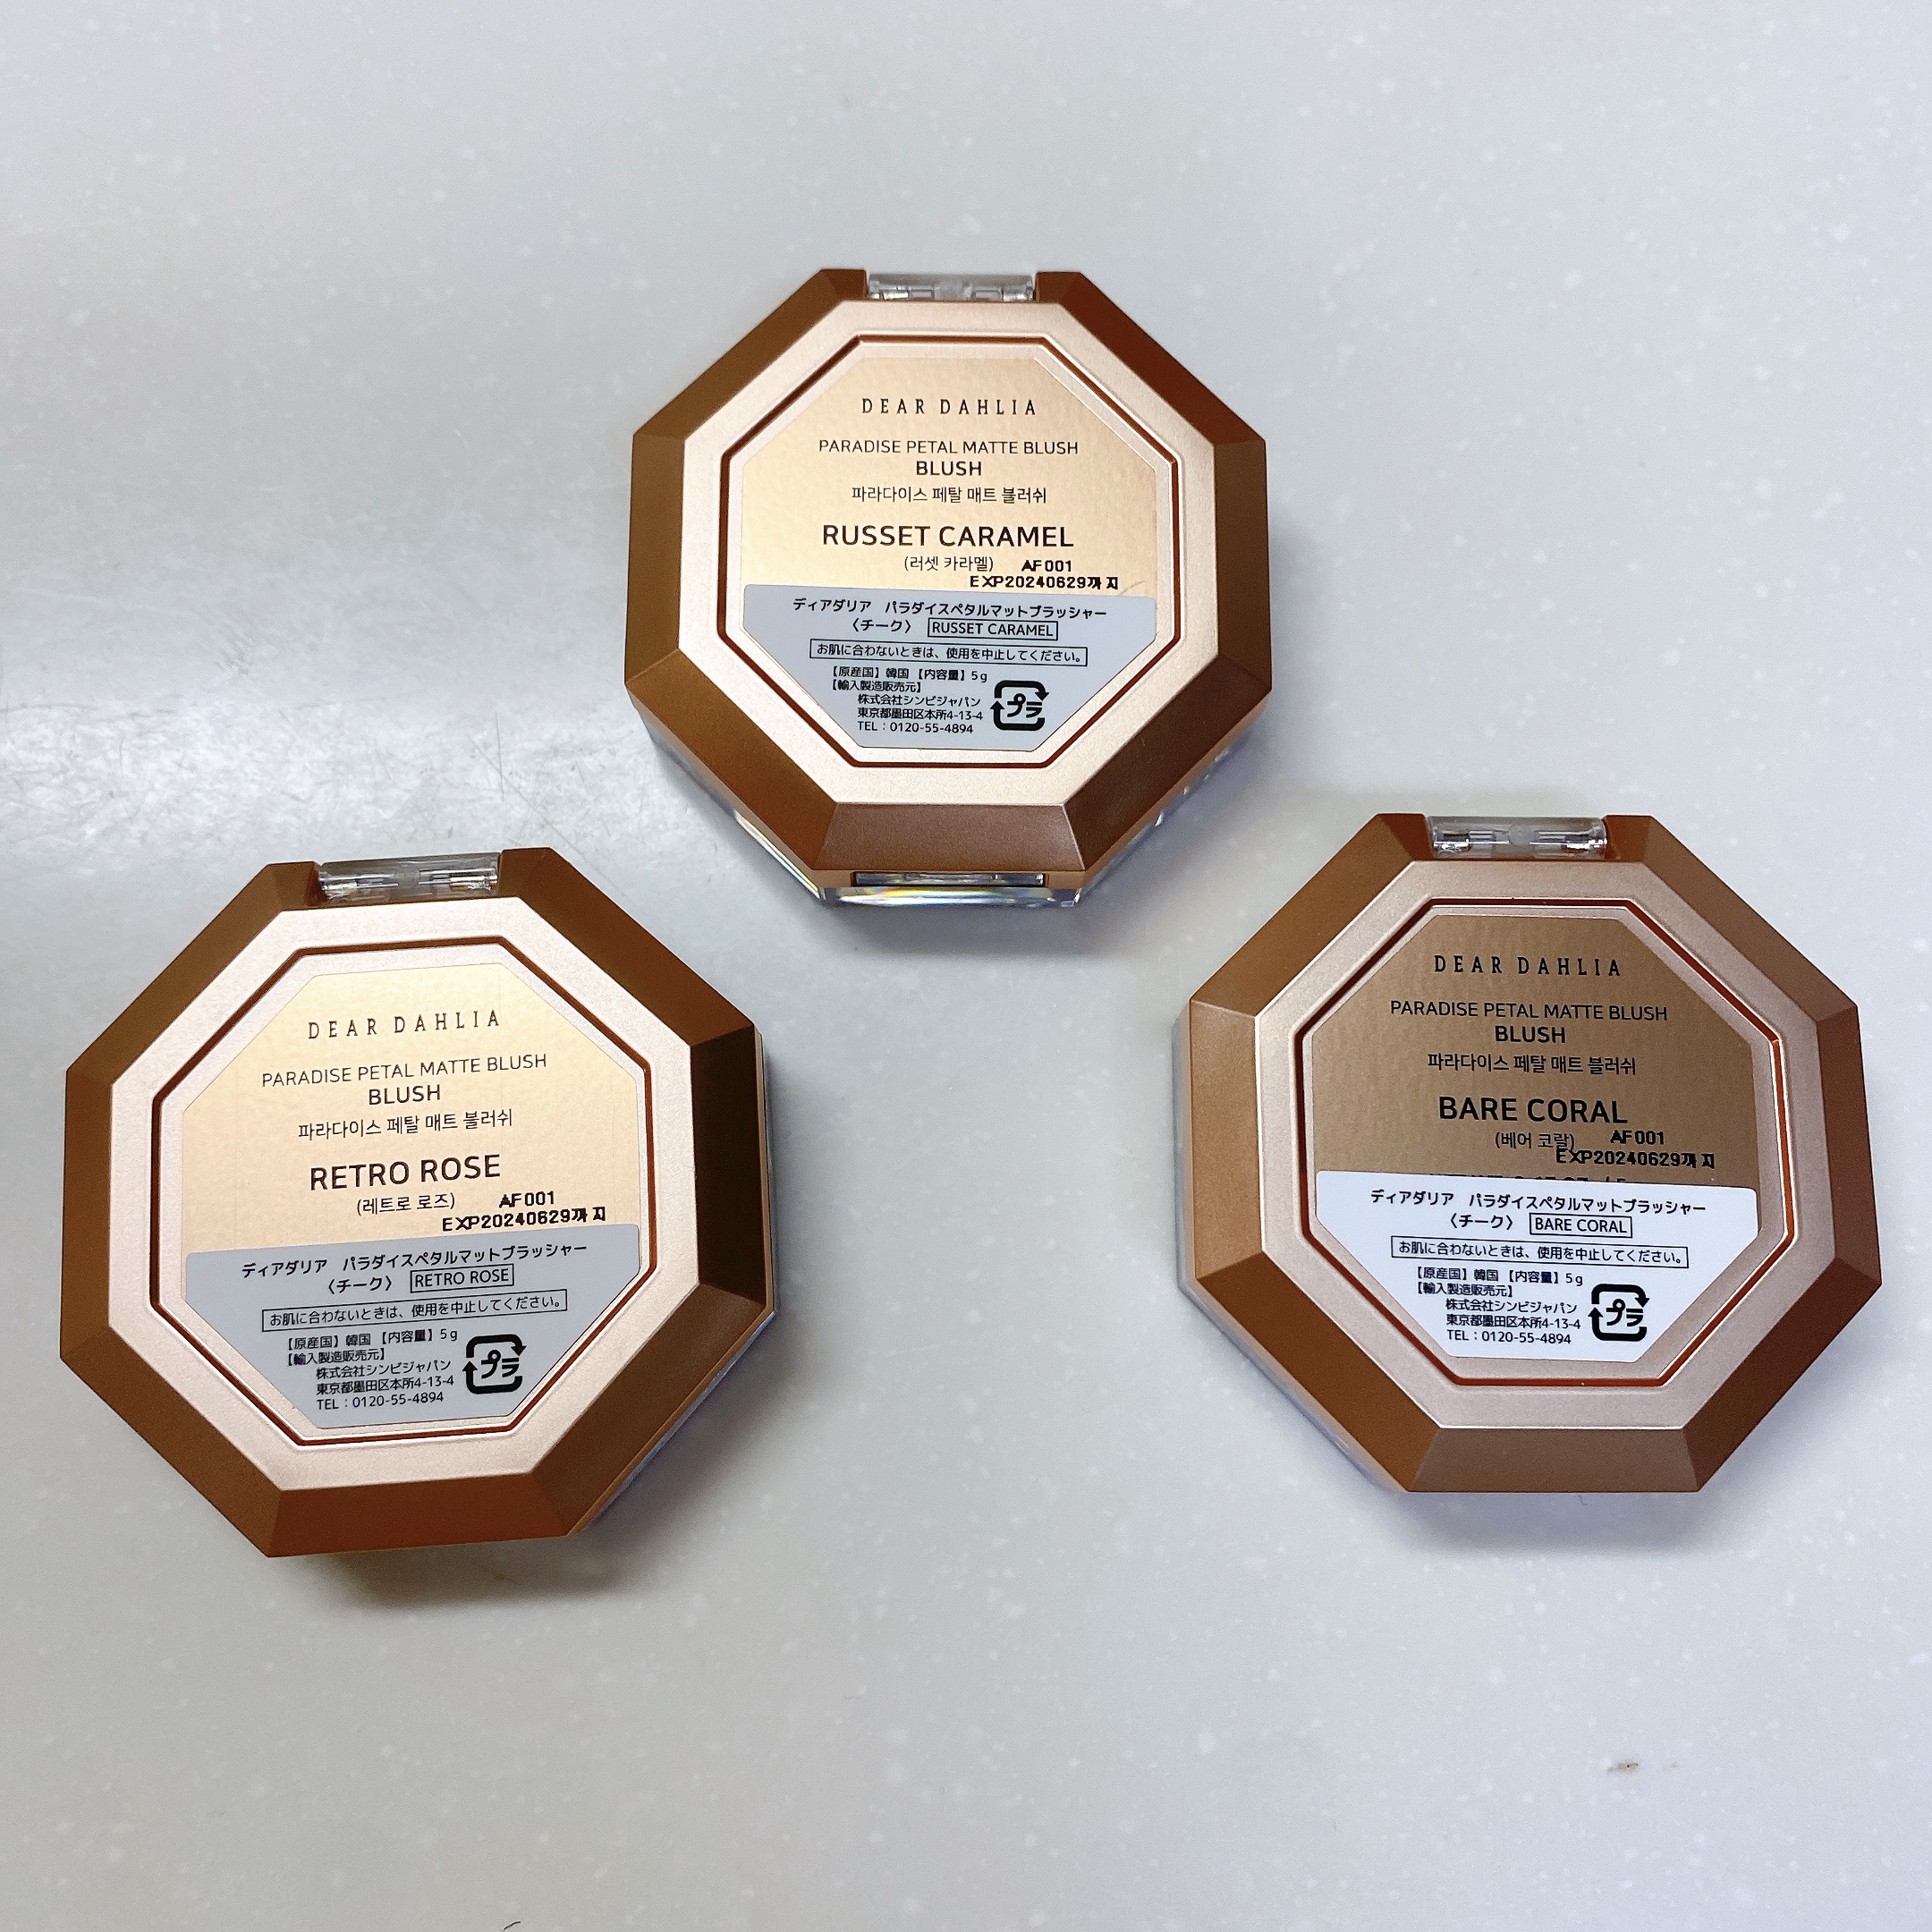 DEAR DAHLIA
PARADISE PETAL MATTE BLUSH
BLUSH
파라다이스 페탈 매트 블러쉬
RUSSET CARAMEL
(러셋 카라멜) AF001
EXP20240629까지
ディアダリア パラダイスペタルマットブラッシャー
〈チーク〉 RUSSET CARAMEL
お肌に合わないときは、使用を中止してください。
【原産国】韓国 【内容量】5g
【輸入製造販売元】
株式会社シンビジャパン
東京都墨田区本所4-13-4
TEL：0120-55-4894
プラ
DEAR DAHLIA
PARADISE PETAL MATTE BLUSH
BLUSH
파라다이스 페탈 매트 블러쉬
RETRO ROSE
(레트로 로즈) AF001
EXP20240629까지
ディアダリア パラダイスペタルマットブラッシャー
〈チーク〉 RETRO ROSE
お肌に合わないときは、使用を中止してください。
【原産国】韓国 【内容量】5g
【輸入製造販売元】
株式会社シンビジャパン
東京都墨田区本所4-13-4
TEL：0120-55-4894
プラ
DEAR DAHLIA
PARADISE PETAL MATTE BLUSH
BLUSH
파라다이스 페탈 매트 블러쉬
BARE CORAL
(베어 코랄) AF001
EXP20240629까지
ディアダリア パラダイスペタルマットブラッシャー
〈チーク〉 BARE CORAL
お肌に合わないときは、使用を中止してください。
【原産国】韓国 【内容量】5g
【輸入製造販売元】
株式会社シンビジャパン
東京都墨田区本所4-13-4
TEL：0120-55-4894
プラ